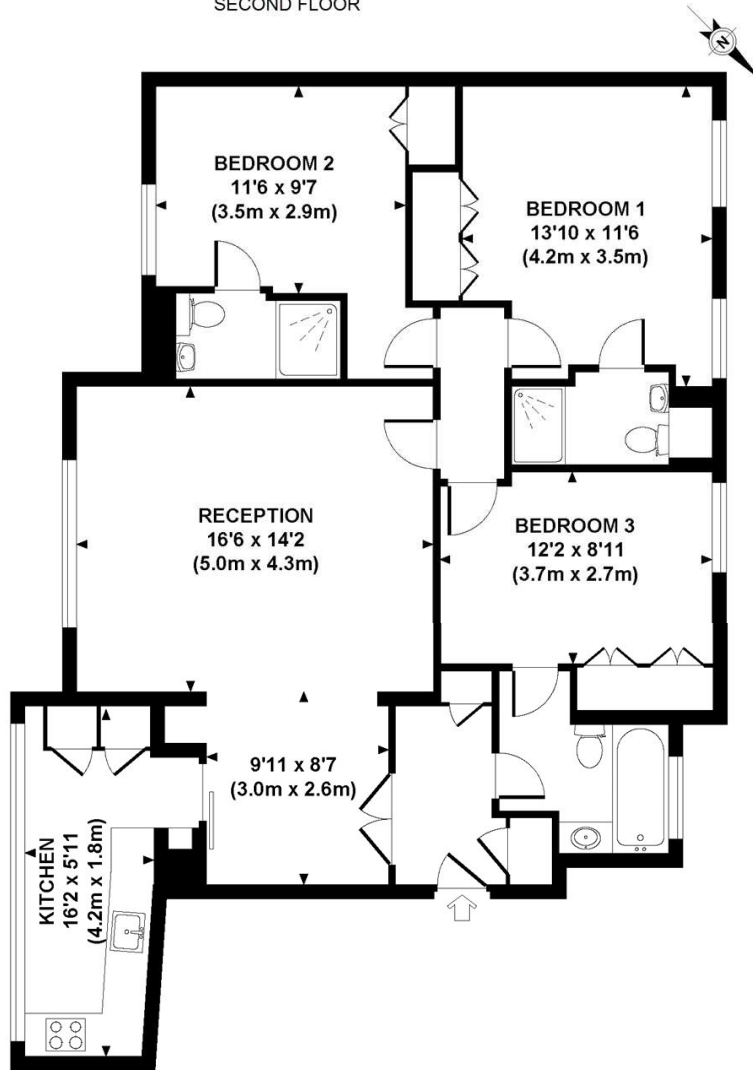 SECOND FLOOR
N
BEDROOM 2
11'6 x 9'7
(3.5m x 2.9m)
BEDROOM 1
13'10 x 11'6
(4.2m x 3.5m)
RECEPTION
16'6 x 14'2
(5.0m x 4.3m)
BEDROOM 3
12'2 x 8'11
(3.7m x 2.7m)
9'11 x 8'7
(3.0m x 2.6m)
KITCHEN
16'2 x 5'11
(4.2m x 1.8m)